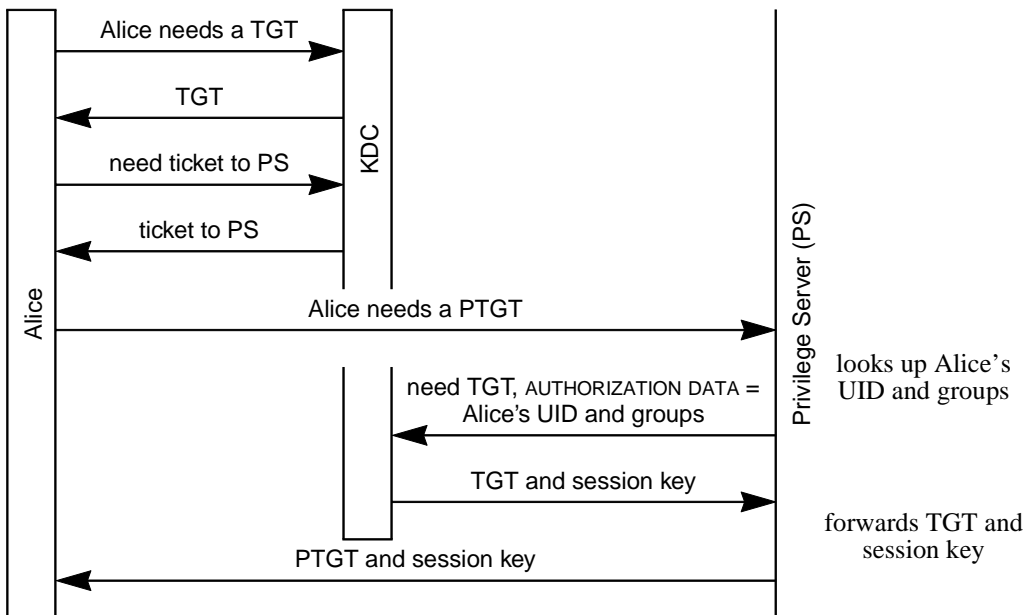 Alice needs a TGT
TGT
need ticket to PS
ticket to PS
KDC
Alice
Alice needs a PTGT
Privilege Server (PS)
looks up Alice’s
UID and groups
need TGT, AUTHORIZATION DATA =
Alice’s UID and groups
TGT and session key
forwards TGT and
session key
PTGT and session key